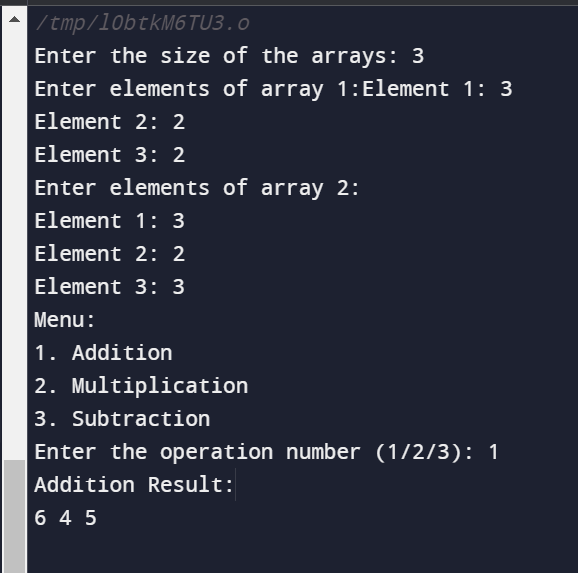 /tmp/lObtkM6TU3.o
Enter the size of the arrays: 3
Enter elements of array 1:Element 1: 3
Element 2: 2
Element 3: 2
Enter elements of array 2:
Element 1: 3
Element 2: 2
Element 3: 3
Menu:
1. Addition
2. Multiplication
3. Subtraction
Enter the operation number (1/2/3): 1
Addition Result:
6 4 5